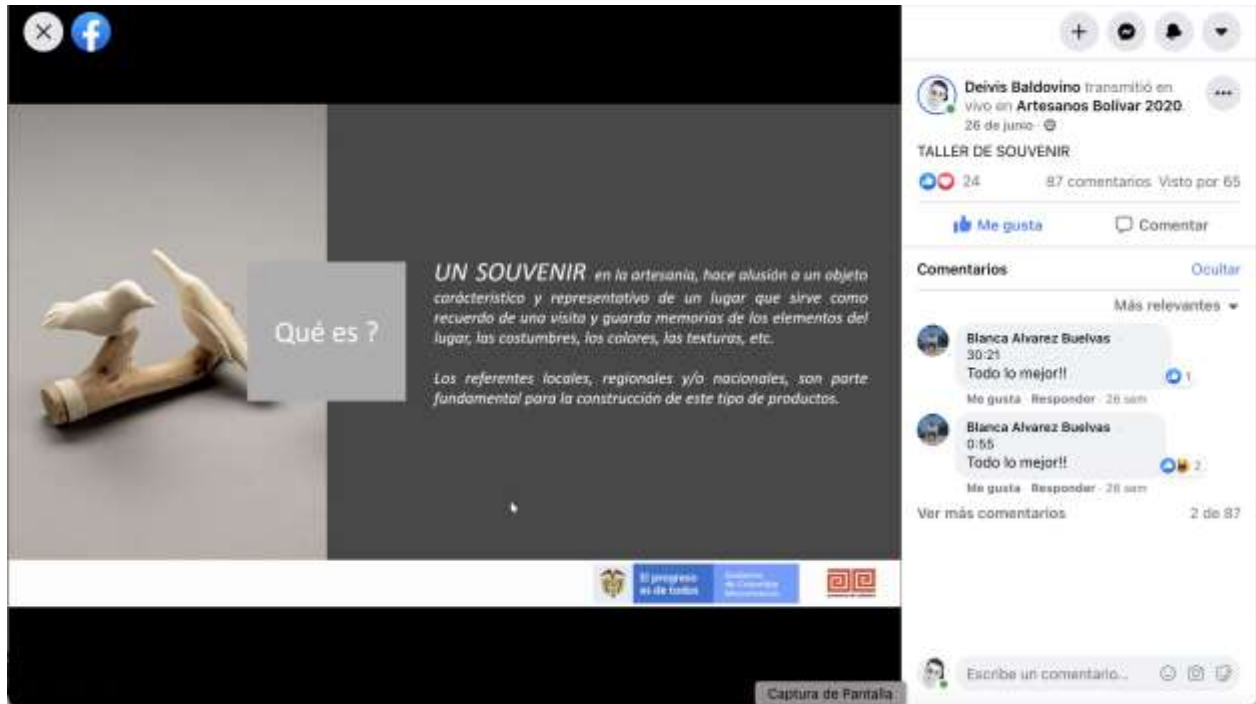 Qué es ?
UN SOUVENIR en la artesanía, hace alusión a un objeto
carácteristico y representativo de un lugar que sirve como
recuerdo de una visita y guarda memorias de los elementos del
lugar, las costumbres, los colores, las texturas, etc.
Los referentes locales, regionales y/o nacionales, son parte
fundamental para la construcción de este tipo de productos.
El progreso
es de todos
Captura de Pantalla
Deivis Baldovino transmitió en
vivo en Artesanos Bolívar 2020.
26 de junio
TALLER DE SOUVENIR
24
87 comentarios Visto por 65
Me gusta
Comentar
Comentarios
Ocultar
Más relevantes
Blanca Alvarez Buelvas
30:21
Todo lo mejor!!
1
Me gusta · Responder · 26 sem
Blanca Alvarez Buelvas
0:55
Todo lo mejor!!
2
Me gusta · Responder · 26 sem
Ver más comentarios
2 de 87
Escribe un comentario...